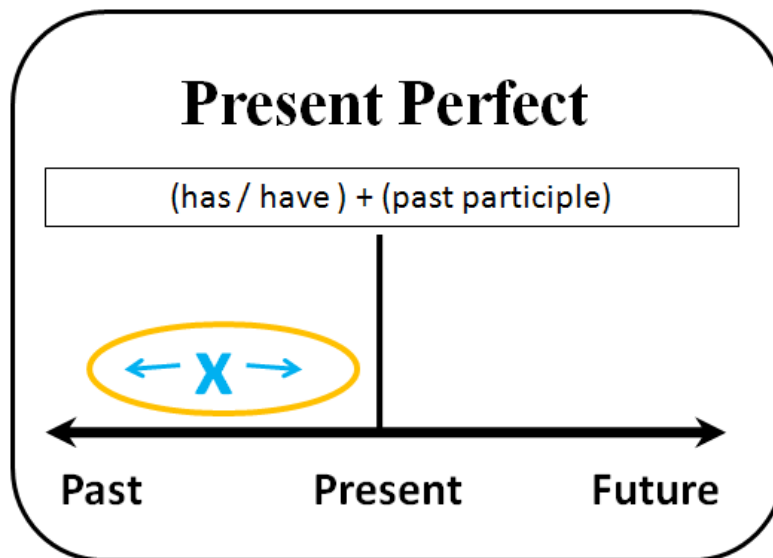 Present Perfect
(has / have ) + (past participle)
X
Past Present Future